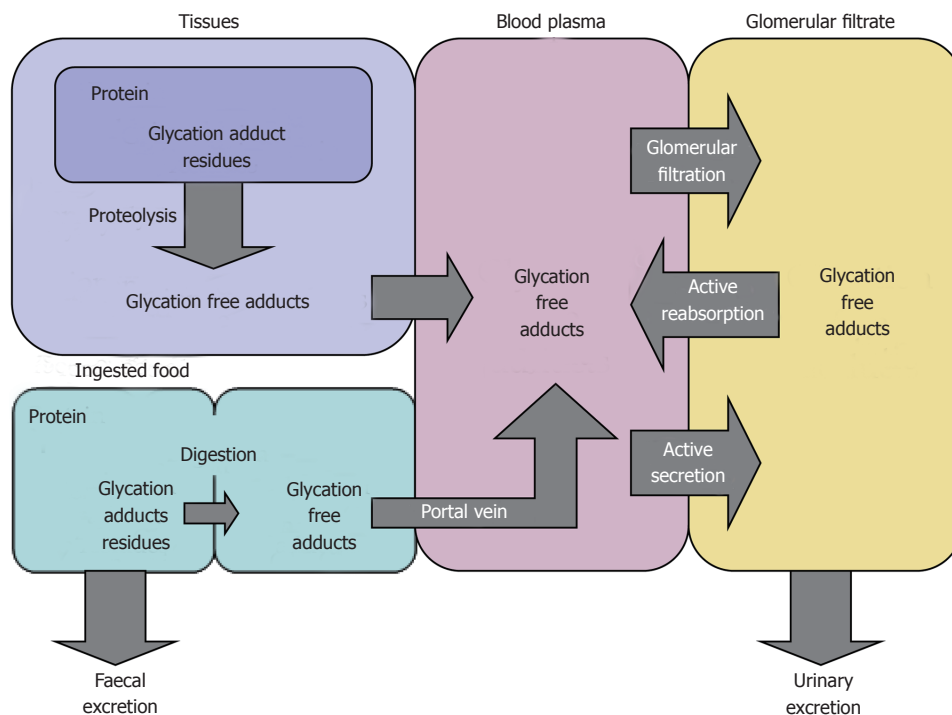 Tissues
Blood plasma
Glomerular filtrate
Protein
Glycation adduct
residues
Proteolysis
Glycation free adducts
Glycation
free
adducts
Glomerular
filtration
Active
reabsorption
Glycation
free
adducts
Active
secretion
Ingested food
Protein
Digestion
Glycation
adducts
residues
Glycation
free
adducts
Portal vein
Faecal
excretion
Urinary
excretion